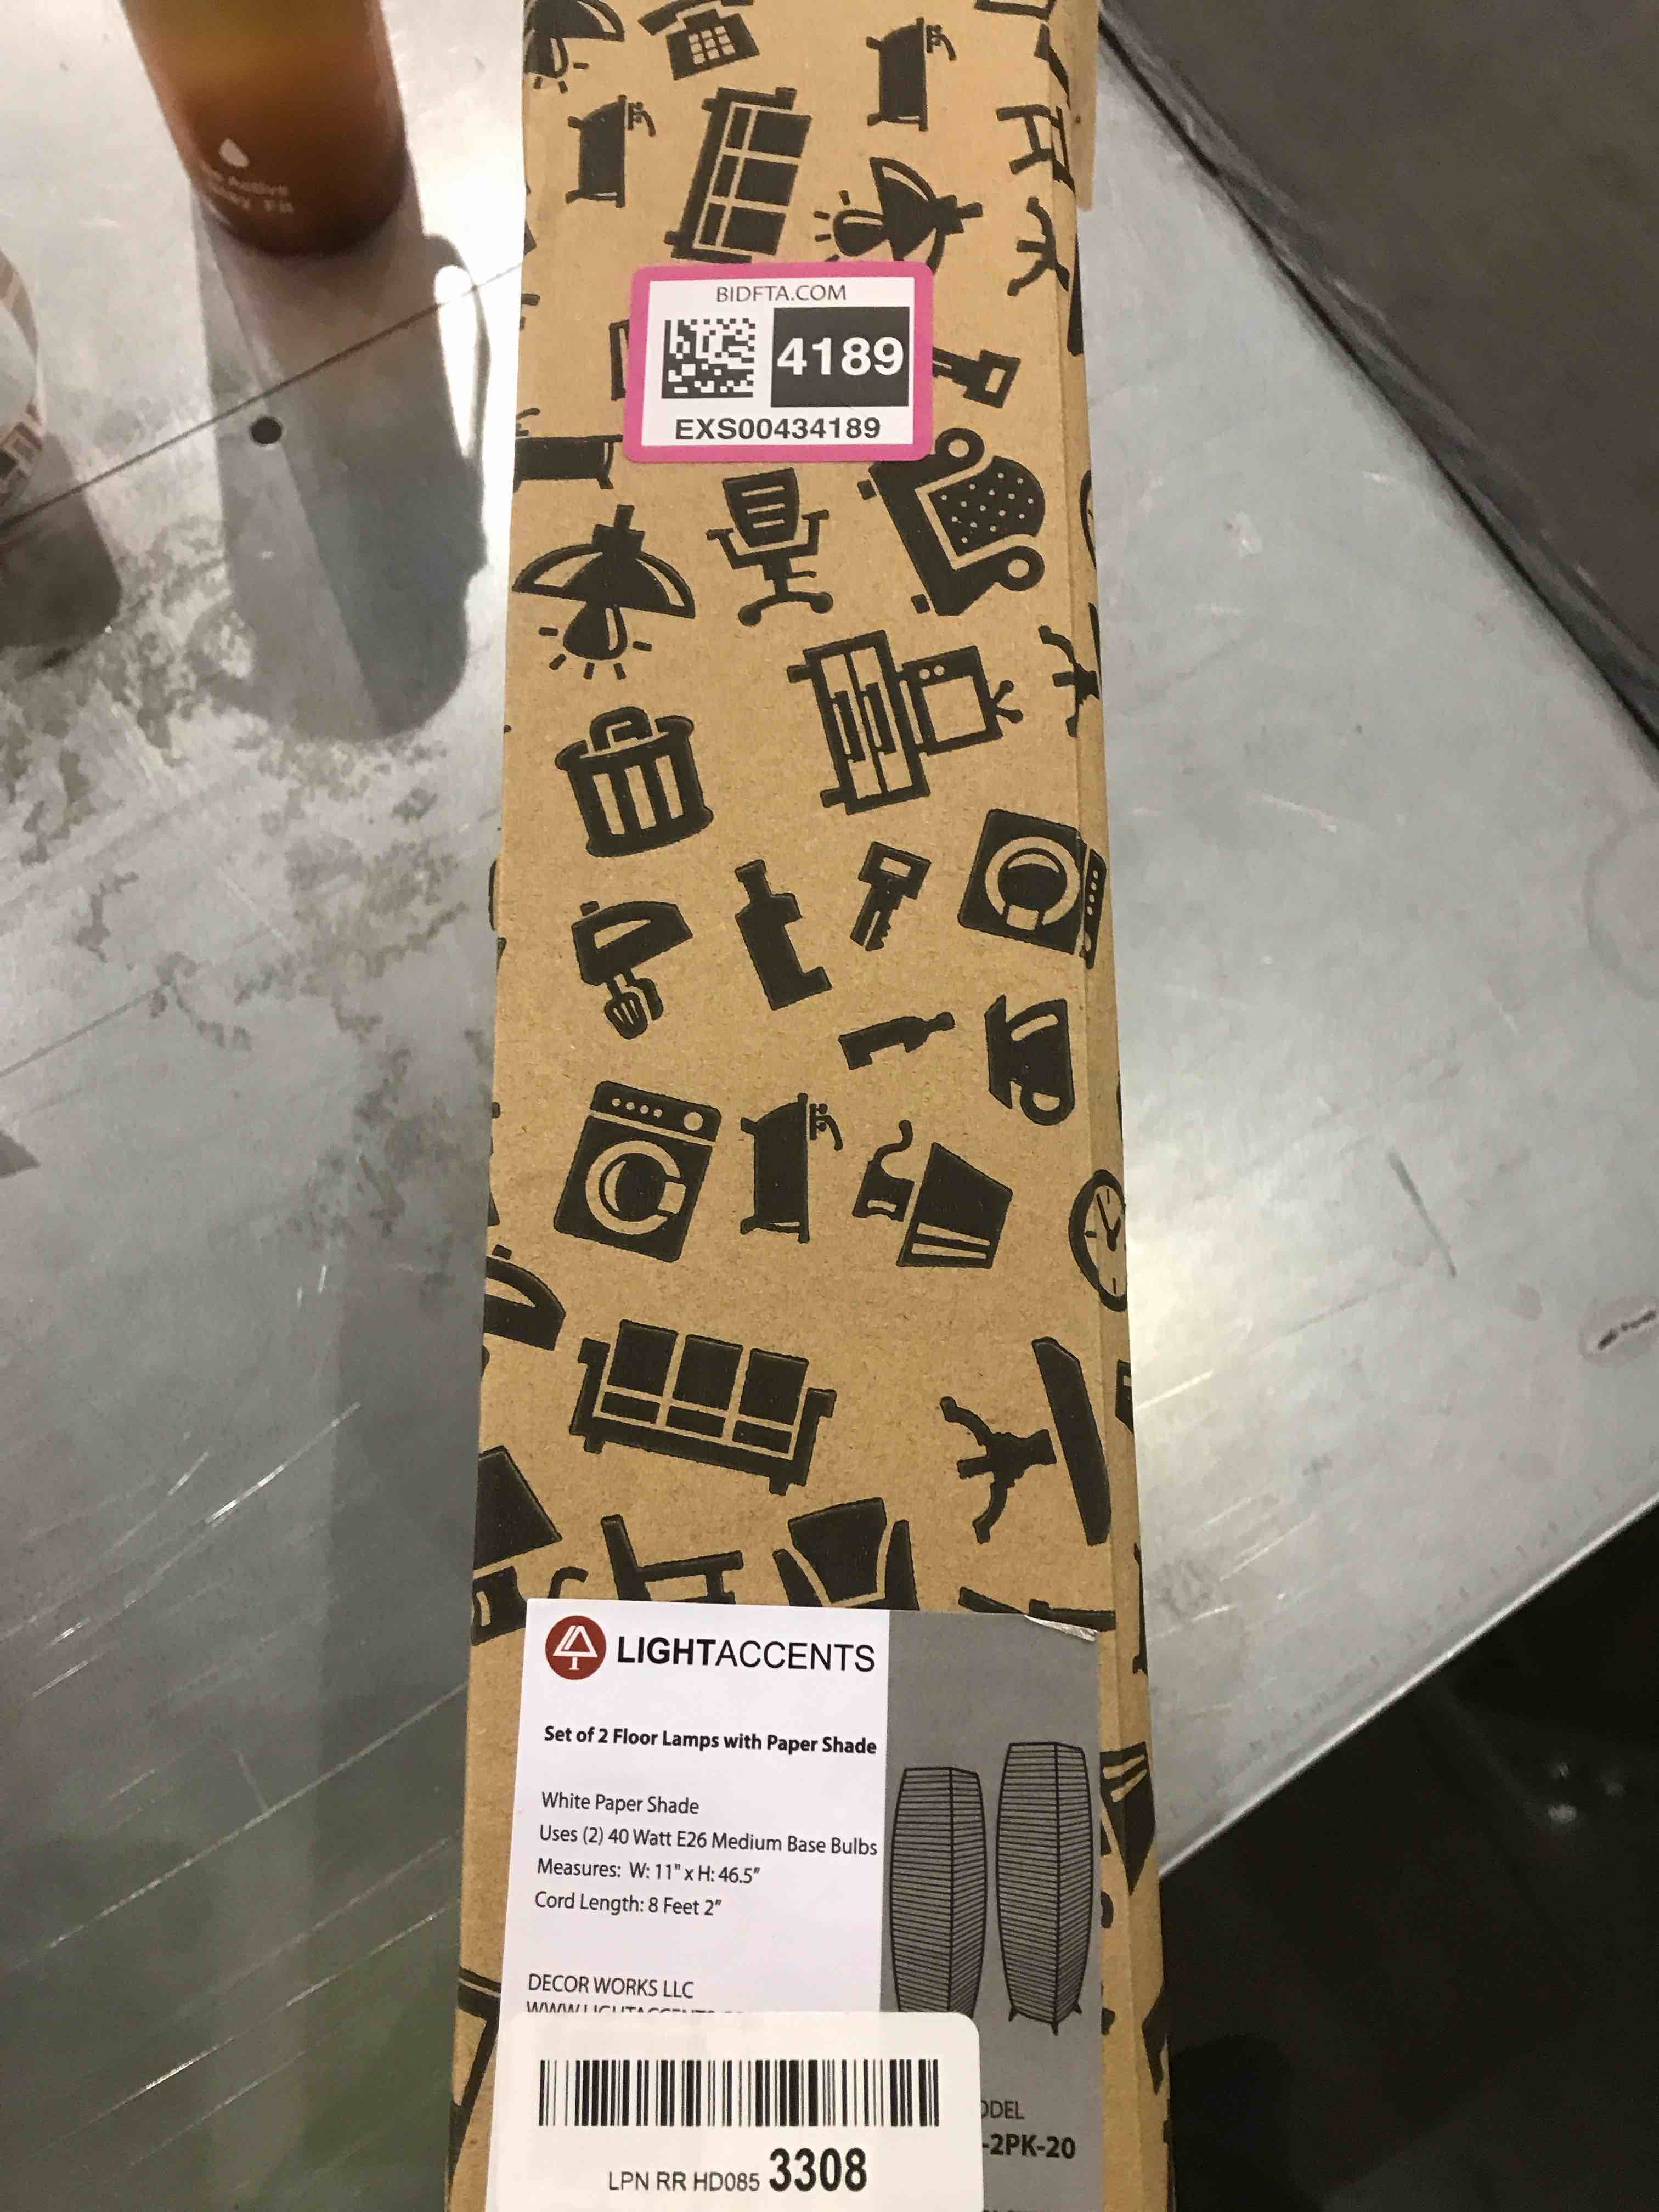 Active
BIDFTA.COM
4189
EXS00434189
LIGHTACCENTS
Set of 2 Floor Lamps with Paper Shade
White Paper Shade
Uses (2) 40 Watt E26 Medium Base Bulbs
Measures: W: 11" x H: 46.5"
Cord Length: 8 Feet 2"
DECOR WORKS LLC
ODEL
-2PK-20
LPN RR HD085 3308